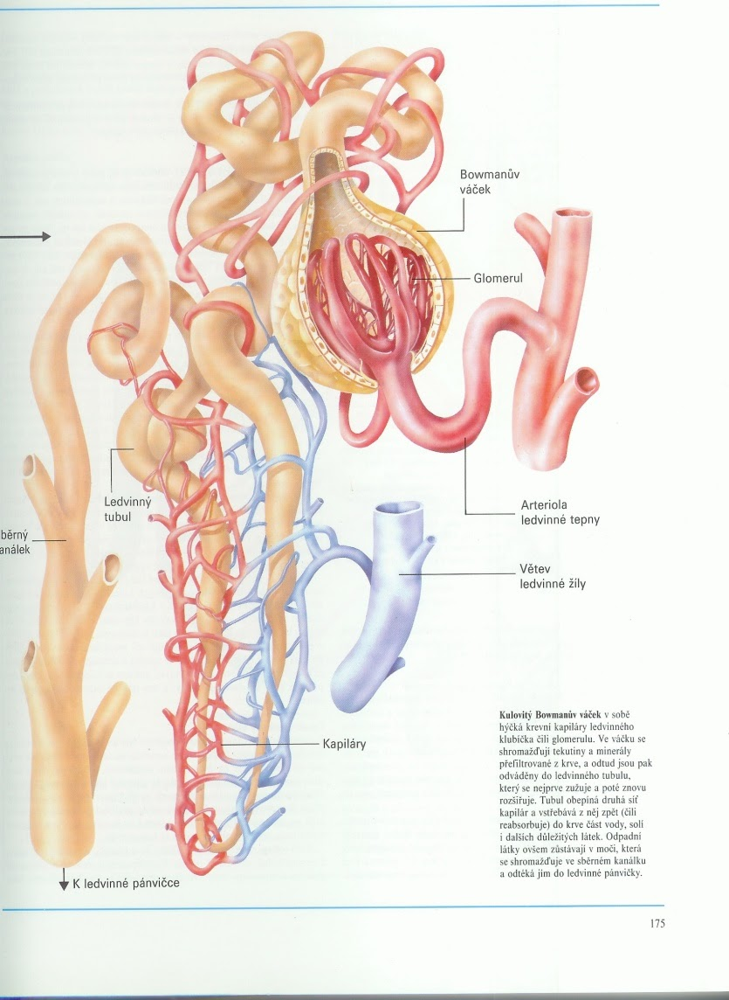 Bowmanův
váček
Glomerul
Ledvinný
tubul
běrný
análek
Arteriola
ledvinné tepny
Větev
ledvinné žíly
Kapiláry
K ledvinné pánvičce
Kulovitý Bowmanův váček v sobě
hýčká krevní kapiláry ledvinného
klubíčka čili glomerulu. Ve váčku se
shromažďují tekutiny a minerály
přefiltrované z krve, a odtud jsou pak
odváděny do ledvinného tubulu,
který se nejprve zužuje a poté znovu
rozšiřuje. Tubul obepíná druhá síť
kapilár a vstřebává z něj zpět (čili
reabsorbuje) do krve část vody, solí
i dalších důležitých látek. Odpadní
látky ovšem zůstávají v moči, která
se shromažďuje ve sběrném kanálku
a odtéká jím do ledvinné pánvičky.
175